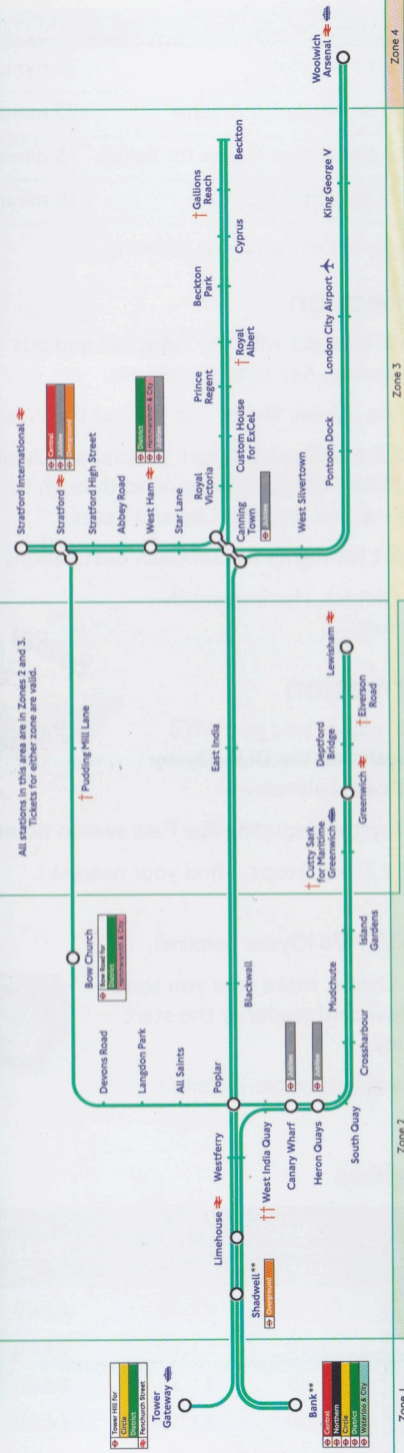 Tower Hill for
Circle
District
Fenchurch Street
Tower
Gateway
Bank**
Central
Northern
Circle
District
Waterloo & City
Zone 1
Shadwell**
Overground
Limehouse
Westferry
Poplar
All Saints
Langdon Park
Devons Road
Bow Church
Bow Road for
District
Hammersmith & City
†† West India Quay
Canary Wharf
Jubilee
Heron Quays
Jubilee
South Quay
Crossharbour
Mudchute
Island
Gardens
Zone 2
Blackwall
East India
† Pudding Mill Lane
All stations in this area are in Zones 2 and 3.
Tickets for either zone are valid.
† Cutty Sark
for Maritime
Greenwich
Greenwich
Deptford
Bridge
† Elverson
Road
Lewisham
Stratford International
Stratford
Central
Jubilee
Overground
Stratford High Street
Abbey Road
West Ham
District
Hammersmith & City
Jubilee
Star Lane
Canning
Town
Jubilee
Royal
Victoria
Custom House
for ExCeL
Prince
Regent
† Royal
Albert
Beckton
Park
Cyprus
† Gallions
Reach
Beckton
West Silvertown
Pontoon Dock
London City Airport
King George V
Zone 3
Woolwich
Arsenal
Zone 4